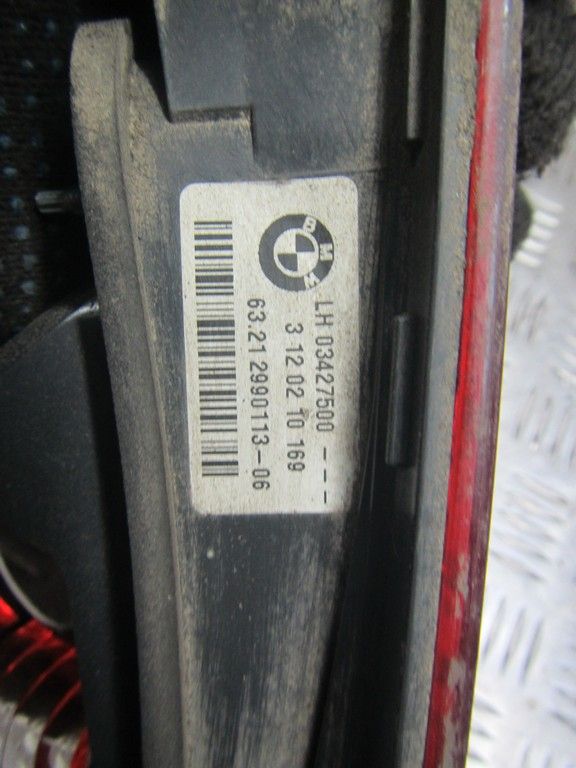 BMW
LH 03427500 ---
3 12 02 10 169
63.21 2990113-06